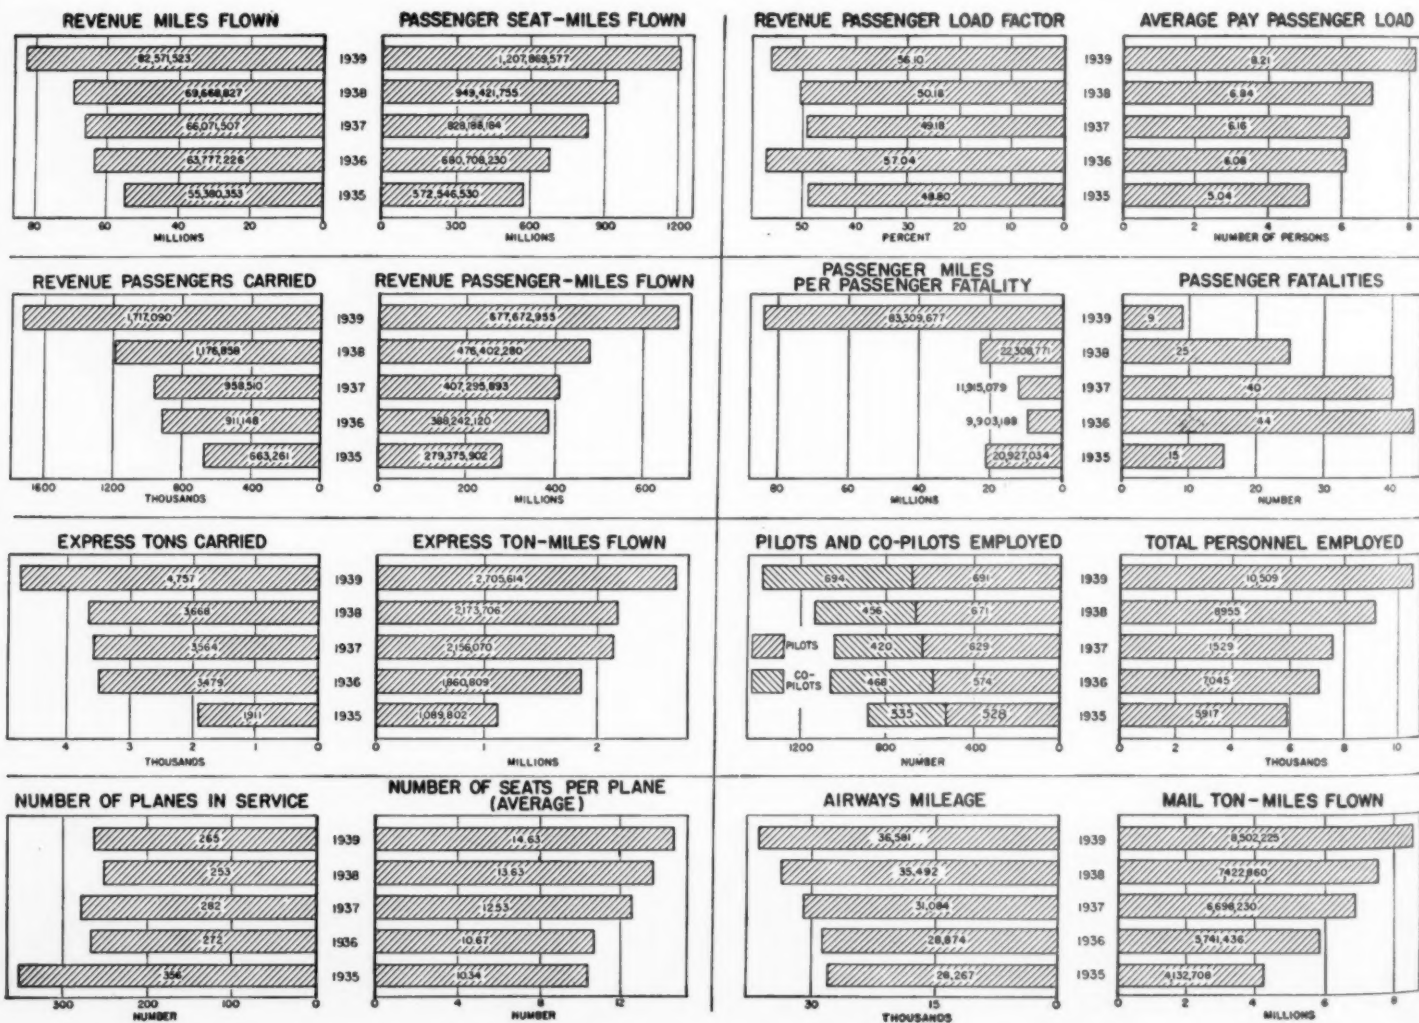 REVENUE MILES FLOWN
82,571,523
69,668,827
66,071,507
63,777,226
55,380,353
80 60 40 20 0
MILLIONS
1939
1938
1937
1936
1935
PASSENGER SEAT-MILES FLOWN
1,207,869,577
949,421,755
828,188,184
680,708,230
572,546,530
0 300 600 900 1200
MILLIONS
REVENUE PASSENGER LOAD FACTOR
56.10
50.18
49.18
57.04
48.80
50 40 30 20 10 0
PERCENT
1939
1938
1937
1936
1935
AVERAGE PAY PASSENGER LOAD
8.21
6.84
6.16
6.08
5.04
0 2 4 6 8
NUMBER OF PERSONS
REVENUE PASSENGERS CARRIED
1,717,090
1,176,858
958,510
911,148
663,261
1600 1200 800 400 0
THOUSANDS
1939
1938
1937
1936
1935
REVENUE PASSENGER-MILES FLOWN
677,672,955
476,402,280
407,295,893
388,242,120
279,375,902
0 200 400 600
MILLIONS
PASSENGER MILES
PER PASSENGER FATALITY
83,309,677
22,308,771
11,915,079
9,903,188
20,927,034
80 60 40 20 0
MILLIONS
1939
1938
1937
1936
1935
PASSENGER FATALITIES
9
25
40
44
15
0 10 20 30 40
NUMBER
EXPRESS TONS CARRIED
4,757
3,668
3,564
3,479
1911
4 3 2 1 0
THOUSANDS
1939
1938
1937
1936
1935
EXPRESS TON-MILES FLOWN
2,705,614
2,173,706
2,156,070
1,860,809
1,089,802
0 1 2
MILLIONS
PILOTS AND CO-PILOTS EMPLOYED
694 691
456 671
PILOTS 420 629
CO-PILOTS 468 574
335 528
1200 800 400 0
NUMBER
1939
1938
1937
1936
1935
TOTAL PERSONNEL EMPLOYED
10,509
8955
7,045
5,917
0 2 4 6 8 10
THOUSANDS
NUMBER OF PLANES IN SERVICE
265
253
282
272
356
300 200 100 0
NUMBER
1939
1938
1937
1936
1935
NUMBER OF SEATS PER PLANE
(AVERAGE)
14.63
13.63
12.53
10.67
10.34
0 4 8 12
NUMBER
AIRWAYS MILEAGE
36,581
35,492
31,084
28,874
28,267
30 15 0
THOUSANDS
1939
1938
1937
1936
1935
MAIL TON-MILES FLOWN
8,502,225
7422,860
6,698,230
5,741,436
4,132,708
0 2 4 6 8
MILLIONS